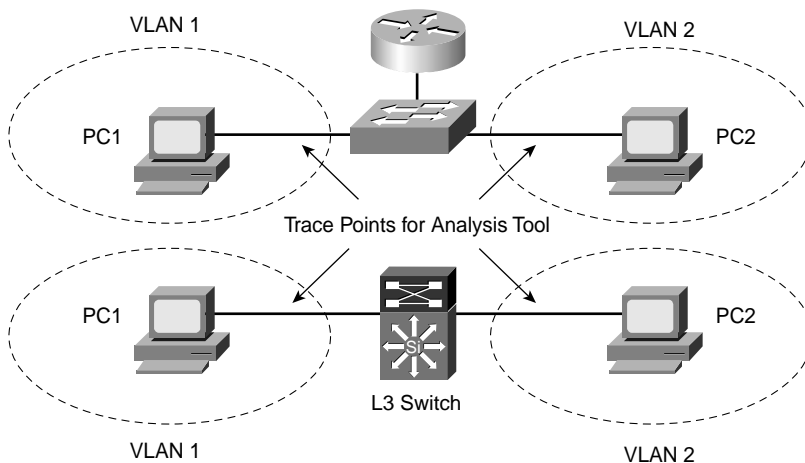 VLAN 1
VLAN 2
PC1
PC2
Trace Points for Analysis Tool
PC1
PC2
Si
L3 Switch
VLAN 1
VLAN 2